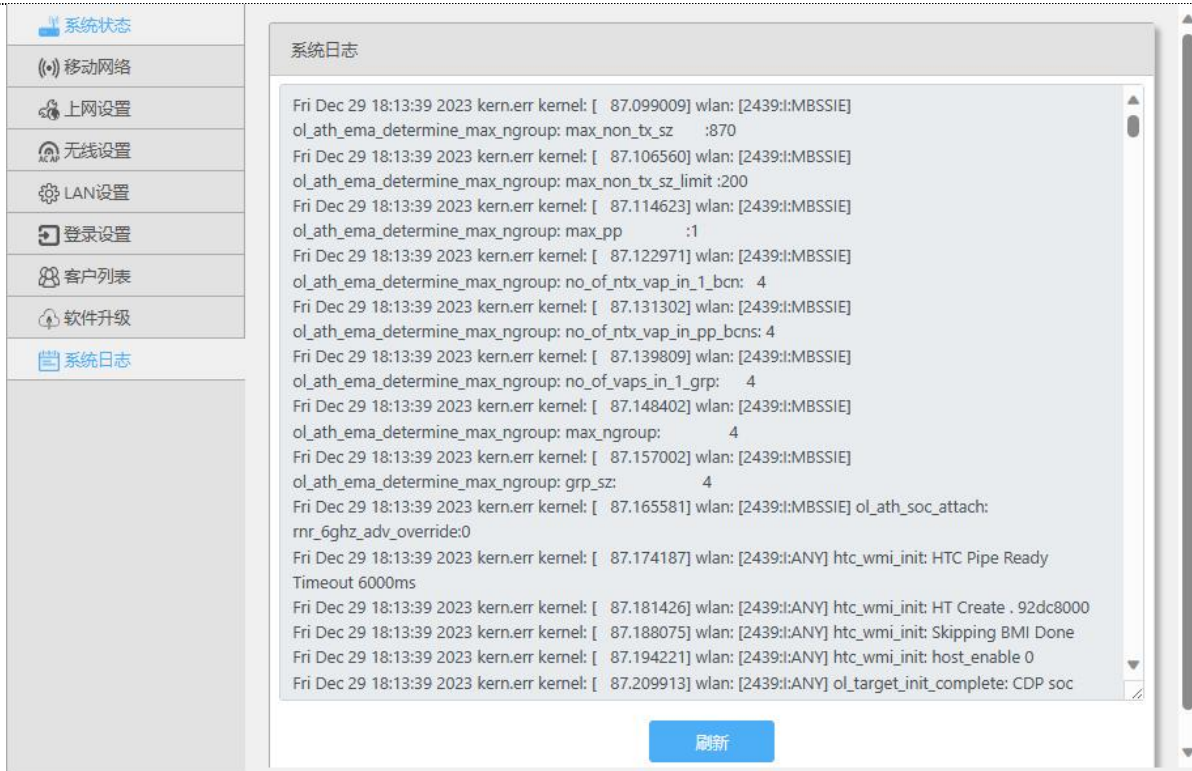 系统状态
移动网络
上网设置
无线设置
LAN设置
登录设置
客户列表
软件升级
系统日志
系统日志
Fri Dec 29 18:13:39 2023 kern.err kernel: [   87.099009] wlan: [2439:I:MBSSIE]
ol_ath_ema_determine_max_ngroup: max_non_tx_sz      :870
Fri Dec 29 18:13:39 2023 kern.err kernel: [   87.106560] wlan: [2439:I:MBSSIE]
ol_ath_ema_determine_max_ngroup: max_non_tx_sz_limit :200
Fri Dec 29 18:13:39 2023 kern.err kernel: [   87.114623] wlan: [2439:I:MBSSIE]
ol_ath_ema_determine_max_ngroup: max_pp             :1
Fri Dec 29 18:13:39 2023 kern.err kernel: [   87.122971] wlan: [2439:I:MBSSIE]
ol_ath_ema_determine_max_ngroup: no_of_ntx_vap_in_1_bcn:   4
Fri Dec 29 18:13:39 2023 kern.err kernel: [   87.131302] wlan: [2439:I:MBSSIE]
ol_ath_ema_determine_max_ngroup: no_of_ntx_vap_in_pp_bcns: 4
Fri Dec 29 18:13:39 2023 kern.err kernel: [   87.139809] wlan: [2439:I:MBSSIE]
ol_ath_ema_determine_max_ngroup: no_of_vaps_in_1_grp:      4
Fri Dec 29 18:13:39 2023 kern.err kernel: [   87.148402] wlan: [2439:I:MBSSIE]
ol_ath_ema_determine_max_ngroup: max_ngroup:               4
Fri Dec 29 18:13:39 2023 kern.err kernel: [   87.157002] wlan: [2439:I:MBSSIE]
ol_ath_ema_determine_max_ngroup: grp_sz:                   4
Fri Dec 29 18:13:39 2023 kern.err kernel: [   87.165581] wlan: [2439:I:MBSSIE] ol_ath_soc_attach:
rnr_6ghz_adv_override:0
Fri Dec 29 18:13:39 2023 kern.err kernel: [   87.174187] wlan: [2439:I:ANY] htc_wmi_init: HTC Pipe Ready
Timeout 6000ms
Fri Dec 29 18:13:39 2023 kern.err kernel: [   87.181426] wlan: [2439:I:ANY] htc_wmi_init: HT Create . 92dc8000
Fri Dec 29 18:13:39 2023 kern.err kernel: [   87.188075] wlan: [2439:I:ANY] htc_wmi_init: Skipping BMI Done
Fri Dec 29 18:13:39 2023 kern.err kernel: [   87.194221] wlan: [2439:I:ANY] htc_wmi_init: host_enable 0
Fri Dec 29 18:13:39 2023 kern.err kernel: [   87.209913] wlan: [2439:I:ANY] ol_target_init_complete: CDP soc
刷新